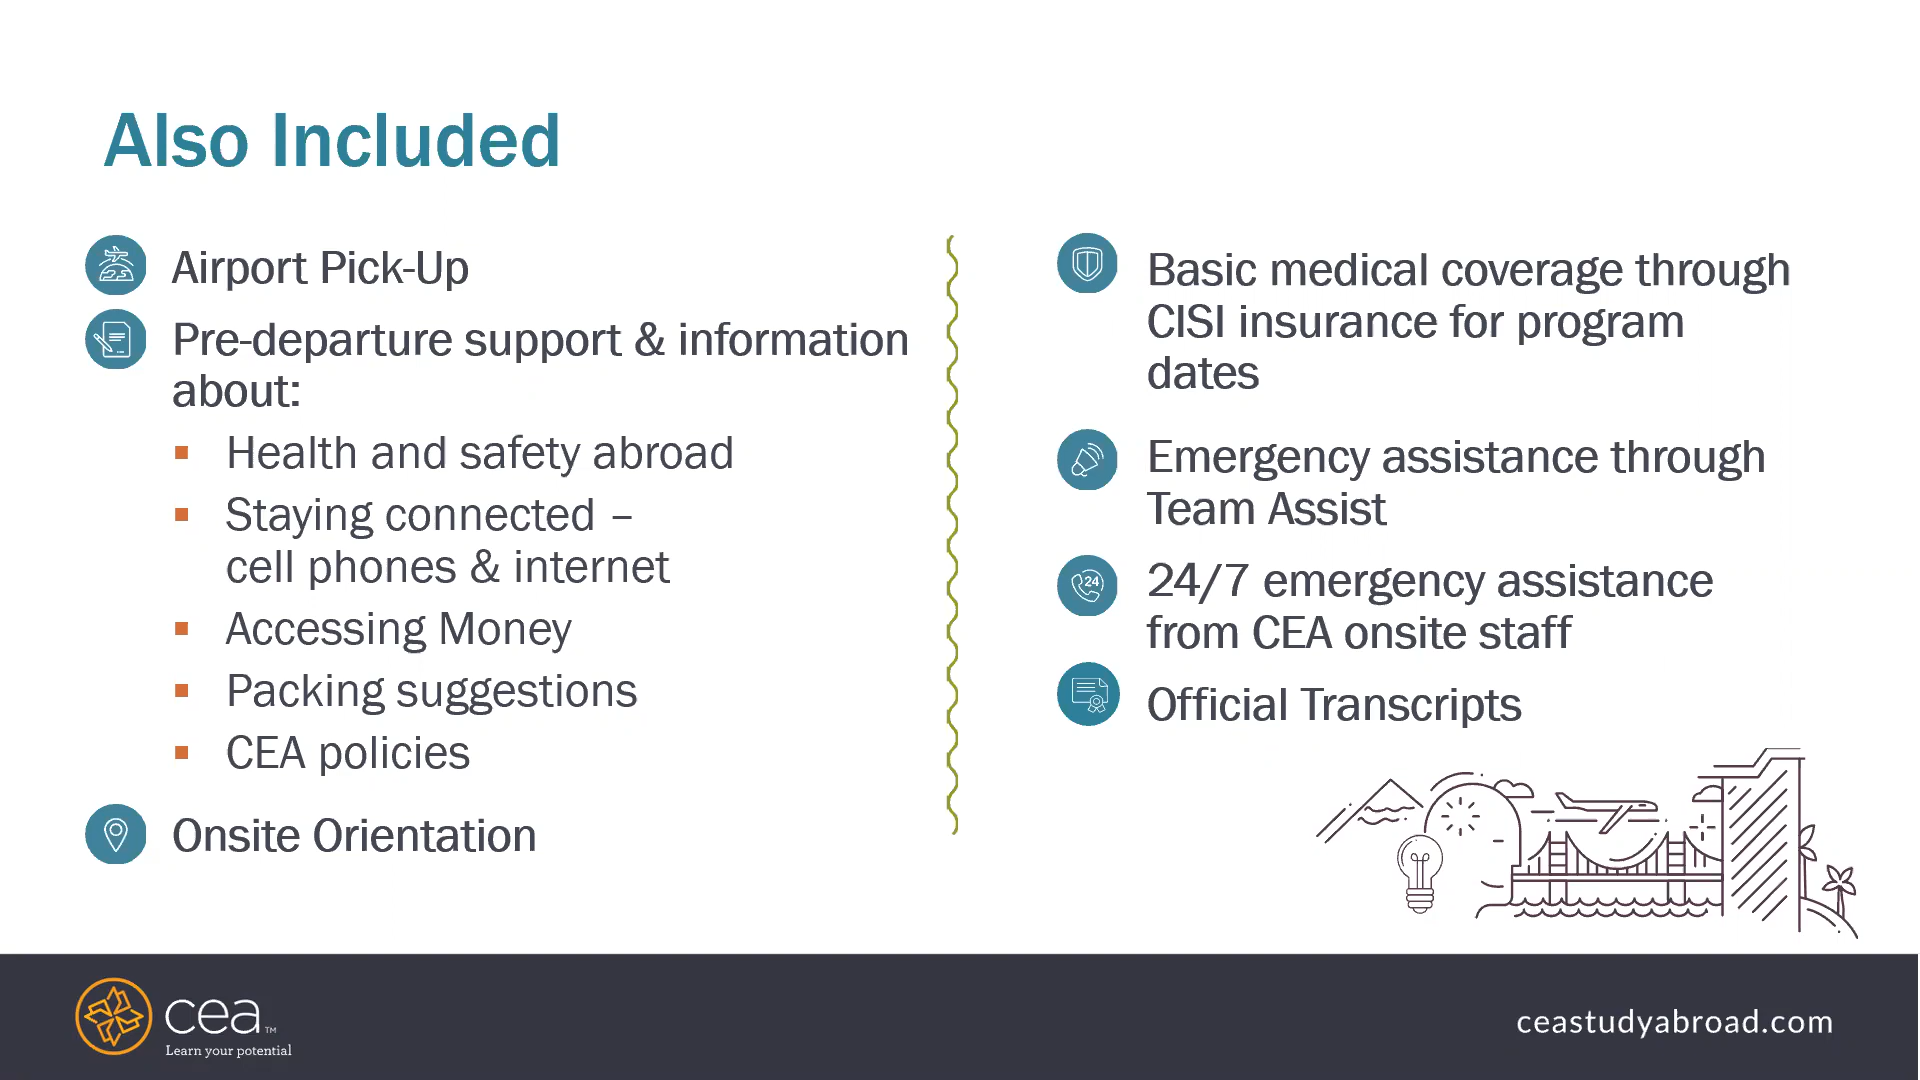 Also Included
Airport Pick-Up
Pre-departure support & information
about:
Health and safety abroad
Staying connected –
cell phones & internet
Accessing Money
Packing suggestions
CEA policies
Onsite Orientation
Basic medical coverage through
CISI insurance for program
dates
Emergency assistance through
Team Assist
24
24/7 emergency assistance
from CEA onsite staff
Official Transcripts
cea™
Learn your potential
ceastudyabroad.com